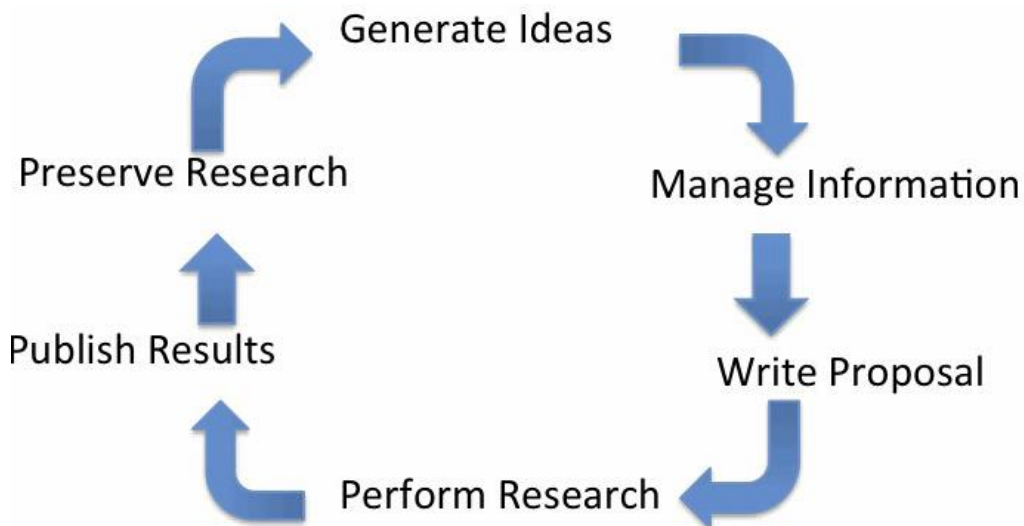 Generate Ideas
Manage Information
Write Proposal
Perform Research
Publish Results
Preserve Research